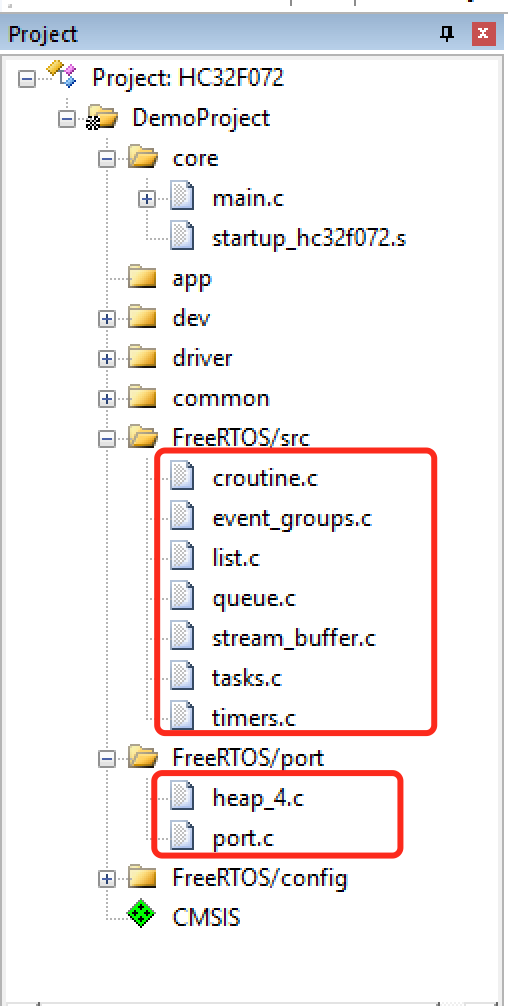 Project
Project: HC32F072
DemoProject
core
main.c
startup_hc32f072.s
app
dev
driver
common
FreeRTOS/src
croutine.c
event_groups.c
list.c
queue.c
stream_buffer.c
tasks.c
timers.c
FreeRTOS/port
heap_4.c
port.c
FreeRTOS/config
CMSIS